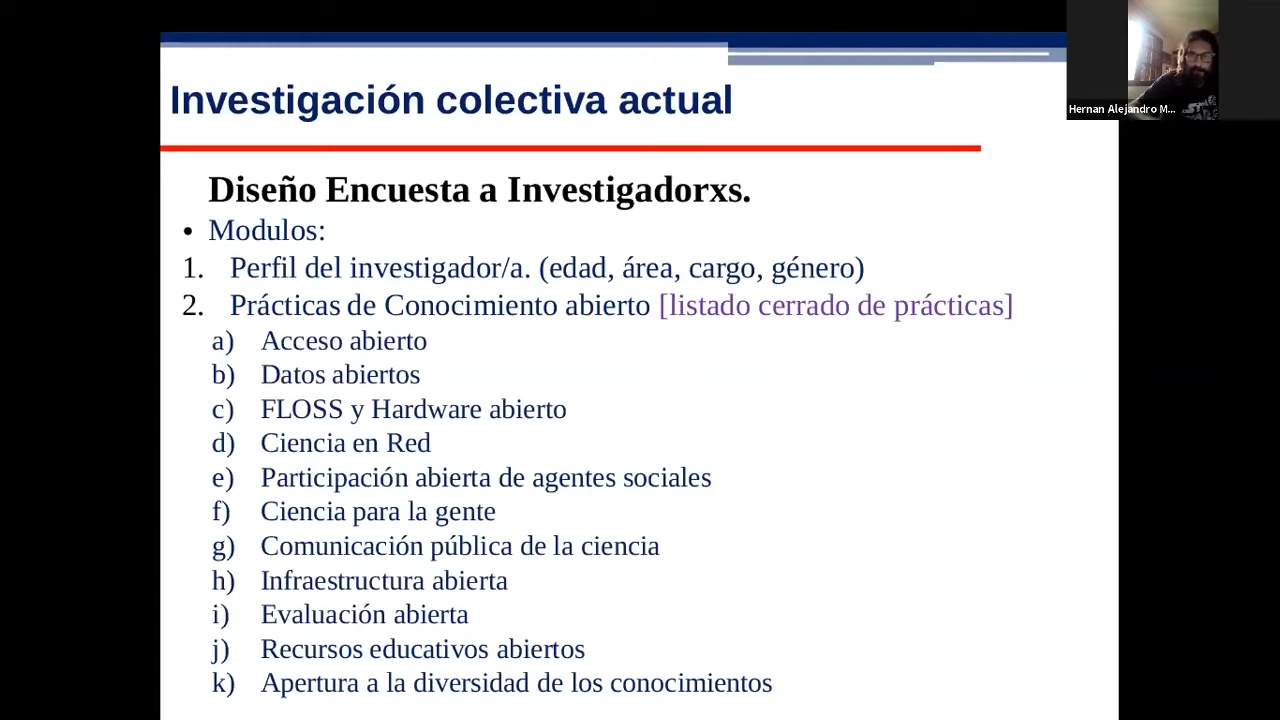 Investigación colectiva actual
Hernan Alejandro M...
Diseño Encuesta a Investigadorxs.
• Modulos:
1. Perfil del investigador/a. (edad, área, cargo, género)
2. Prácticas de Conocimiento abierto [listado cerrado de prácticas]
a) Acceso abierto
b) Datos abiertos
c) FLOSS y Hardware abierto
d) Ciencia en Red
e) Participación abierta de agentes sociales
f) Ciencia para la gente
g) Comunicación pública de la ciencia
h) Infraestructura abierta
i) Evaluación abierta
j) Recursos educativos abiertos
k) Apertura a la diversidad de los conocimientos